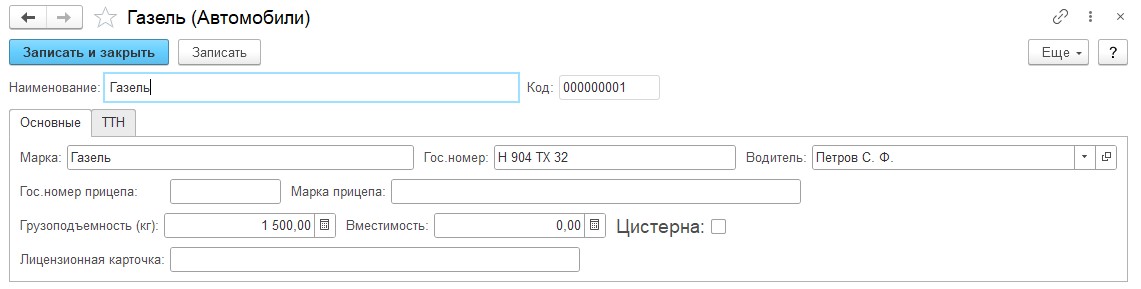 Газель (Автомобили)
Записать и закрыть Записать Еще ?
Наименование: Газель Код: 000000001
Основные ТТН
Марка: Газель Гос.номер: Н 904 ТХ 32 Водитель: Петров С. Ф.
Гос.номер прицепа: Марка прицепа:
Грузоподъемность (кг): 1 500,00 Вместимость: 0,00 Цистерна:
Лицензионная карточка: